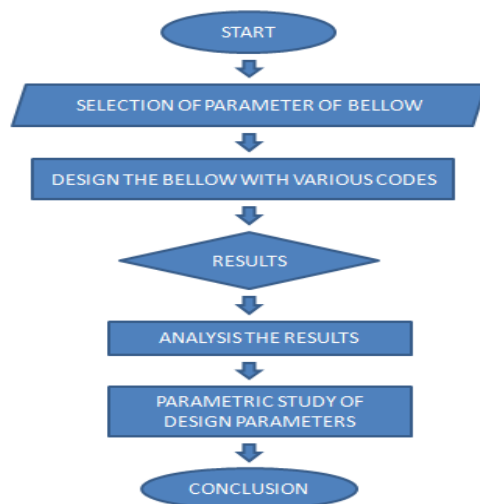 START
SELECTION OF PARAMETER OF BELLOW
DESIGN THE BELLOW WITH VARIOUS CODES
RESULTS
ANALYSIS THE RESULTS
PARAMETRIC STUDY OF
DESIGN PARAMETERS
CONCLUSION